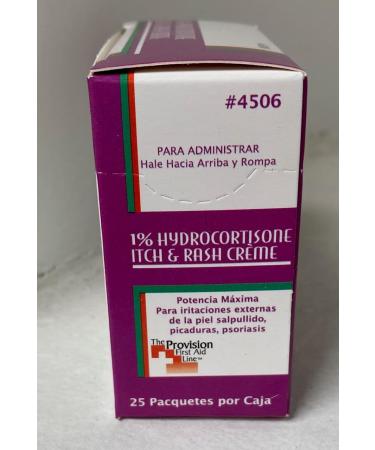 #4506
PARA ADMINISTRAR
Hale Hacia Arriba y Rompa
1% HYDROCORTISONE
ITCH & RASH CRÈME
Potencia Máxima
Para irritaciones externas
de la piel salpullido,
picaduras, psoriasis
The Provision
First Aid
Line™
25 Pacquetes por Caja